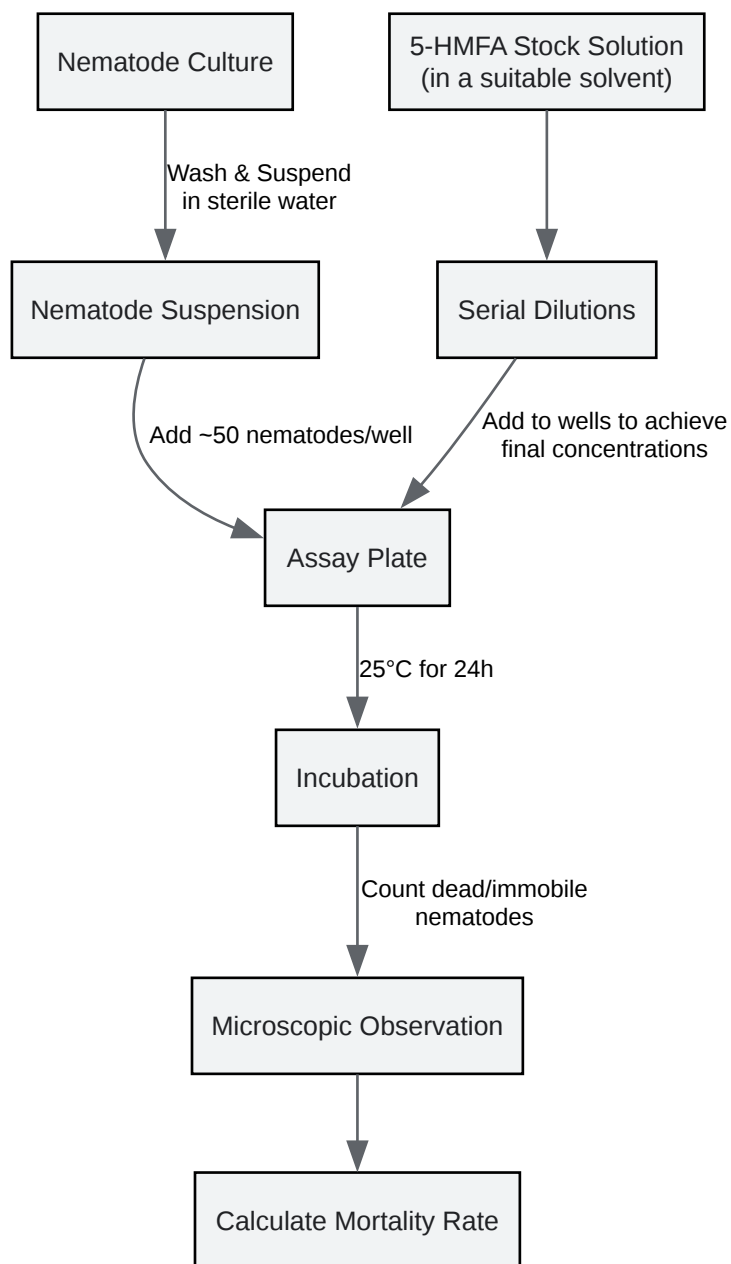 Nematode Culture
5-HMFA Stock Solution
(in a suitable solvent)
Wash & Suspend
in sterile water
Nematode Suspension
Serial Dilutions
Add ~50 nematodes/well
Add to wells to achieve
final concentrations
Assay Plate
25°C for 24h
Incubation
Count dead/immobile
nematodes
Microscopic Observation
Calculate Mortality Rate